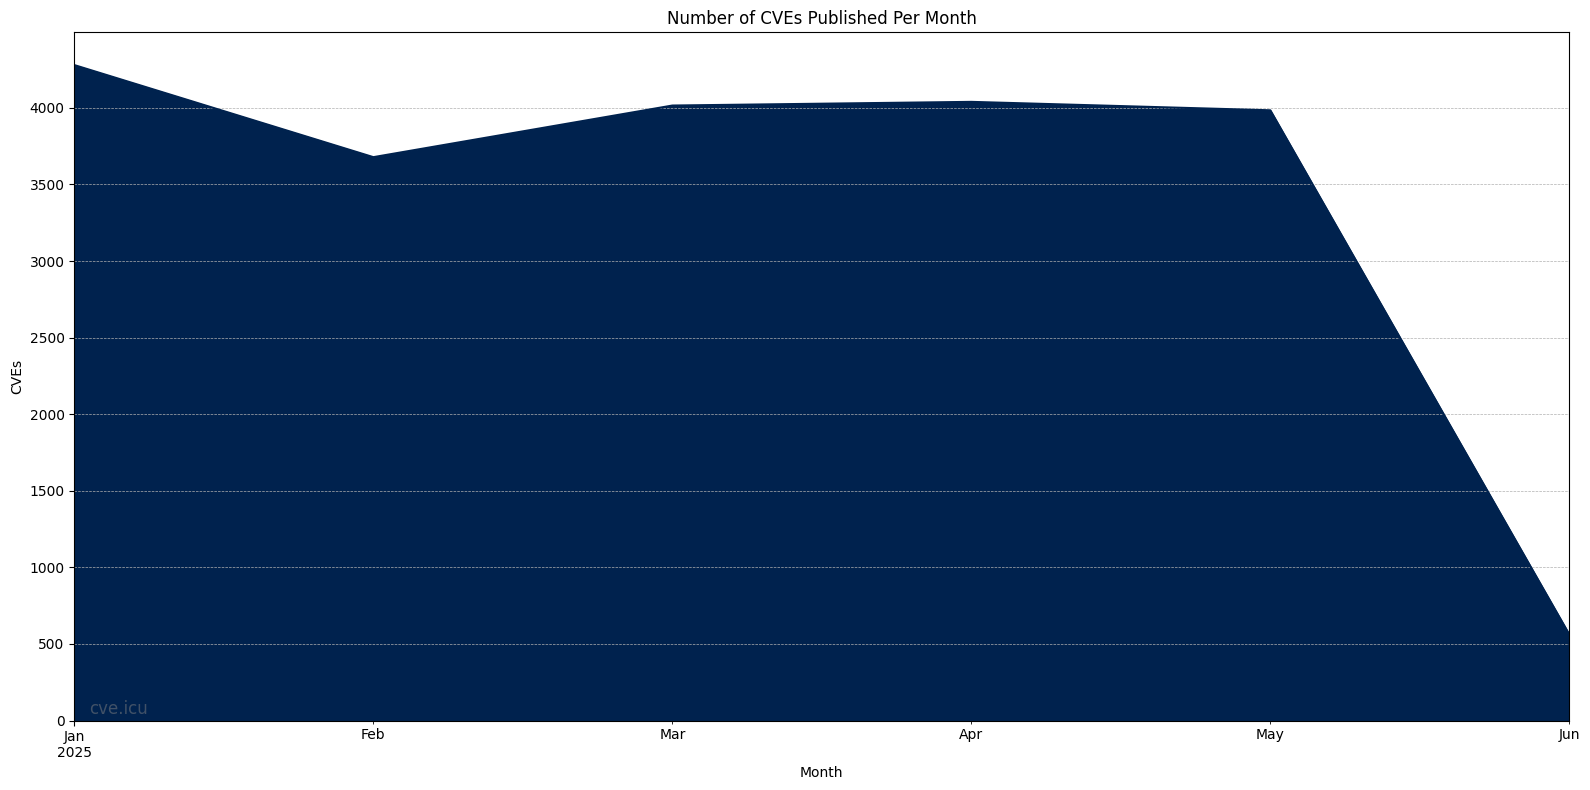 Number of CVEs Published Per Month
CVEs
4000
3500
3000
2500
2000
1500
1000
500
0
cve.icu
Jan Feb Mar Apr May Jun
2025
Month